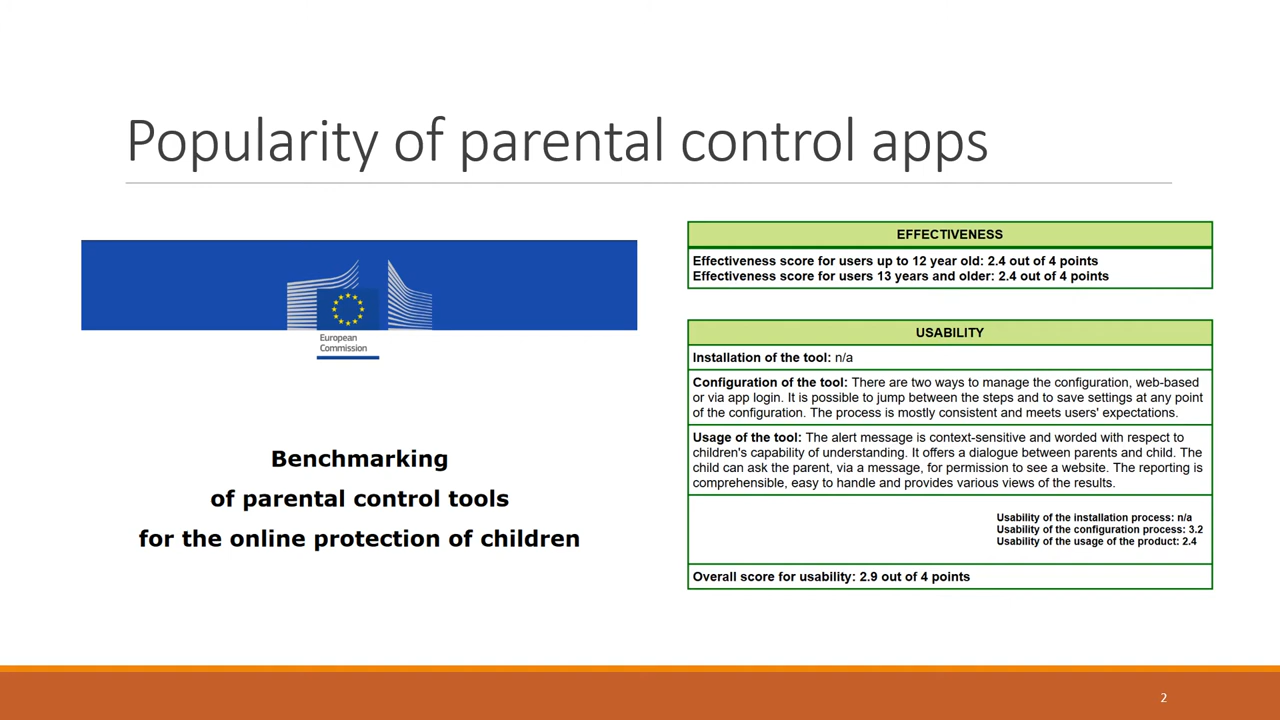 Popularity of parental control apps
European
Commission
Benchmarking
of parental control tools
for the online protection of children
EFFECTIVENESS
Effectiveness score for users up to 12 year old: 2.4 out of 4 points
Effectiveness score for users 13 years and older: 2.4 out of 4 points
USABILITY
Installation of the tool: n/a
Configuration of the tool: There are two ways to manage the configuration, web-based
or via app login. It is possible to jump between the steps and to save settings at any point
of the configuration. The process is mostly consistent and meets users' expectations.
Usage of the tool: The alert message is context-sensitive and worded with respect to
children's capability of understanding. It offers a dialogue between parents and child. The
child can ask the parent, via a message, for permission to see a website. The reporting is
comprehensible, easy to handle and provides various views of the results.
Usability of the installation process: n/a
Usability of the configuration process: 3.2
Usability of the usage of the product: 2.4
Overall score for usability: 2.9 out of 4 points
2